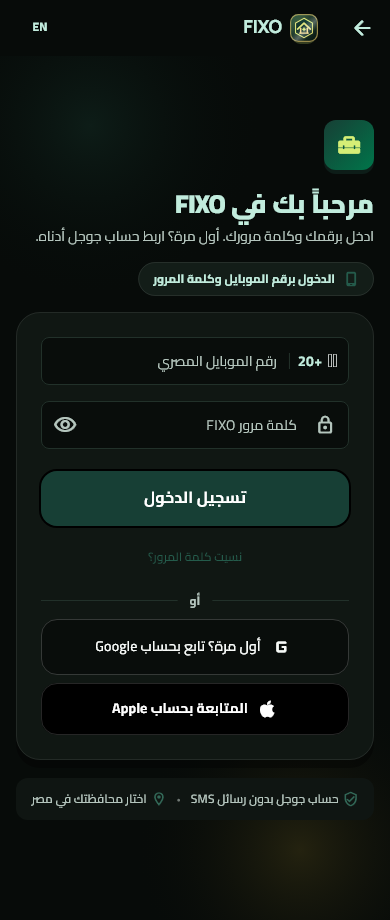 FIXO
EN
مرحباً بك في FIXO
ادخل برقمك وكلمة مرورك. أول مرة؟ اربط حساب جوجل أدناه.
الدخول برقم الموبايل وكلمة المرور
+20 رقم الموبايل المصري
كلمة مرور FIXO
تسجيل الدخول
نسيت كلمة المرور؟
أو
أول مرة؟ تابع بحساب Google
المتابعة بحساب Apple
حساب جوجل بدون رسائل SMS • اختار محافظتك في مصر